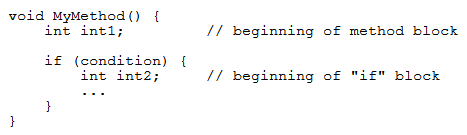 void MyMethod() {
    int int1;          // beginning of method block
    if (condition) {
        int int2;      // beginning of "if" block
        ...
    }
}